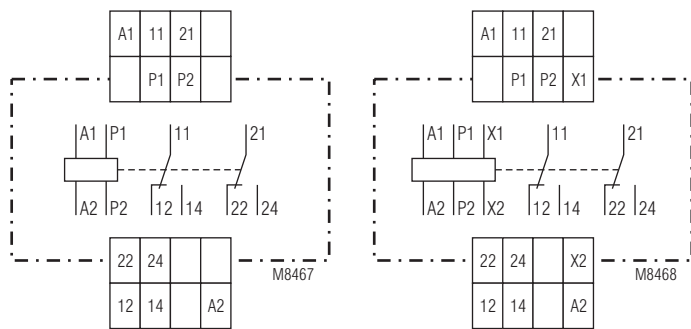 A1 11 21
P1 P2
A1 P1 11 21
A2 P2 12 14 22 24
22 24
M8467
12 14 A2
A1 11 21
P1 P2 X1
A1 P1 X1 11 21
A2 P2 X2 12 14 22 24
22 24 X2
M8468
12 14 A2